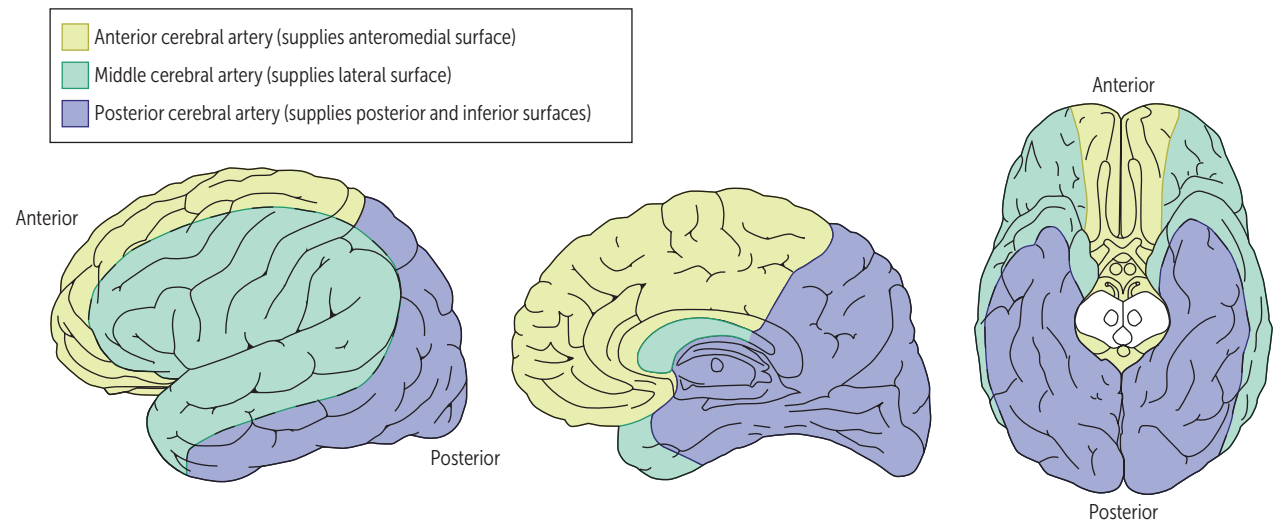 Anterior cerebral artery (supplies anteromedial surface)
Middle cerebral artery (supplies lateral surface)
Posterior cerebral artery (supplies posterior and inferior surfaces)
Anterior
Posterior
Anterior
Posterior